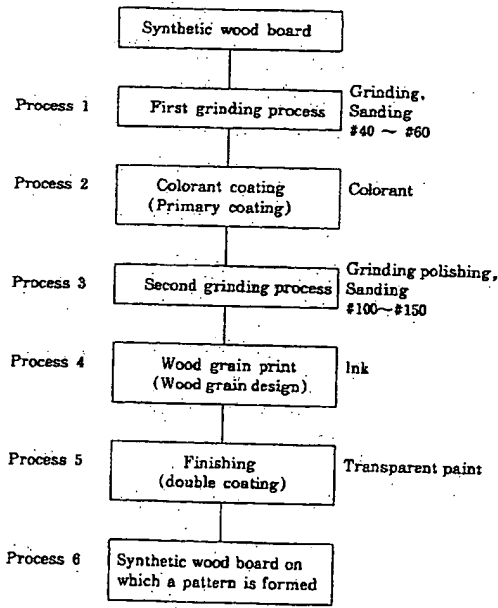 Synthetic wood board
Process 1
First grinding process
Grinding,
Sanding
#40 ~ #60
Process 2
Colorant coating
(Primary coating)
Colorant
Process 3
Second grinding process
Grinding polishing,
Sanding
#100~#150
Process 4
Wood grain print
(Wood grain design)
Ink
Process 5
Finishing
(double coating)
Transparent paint
Process 6
Synthetic wood board on
which a pattern is formed